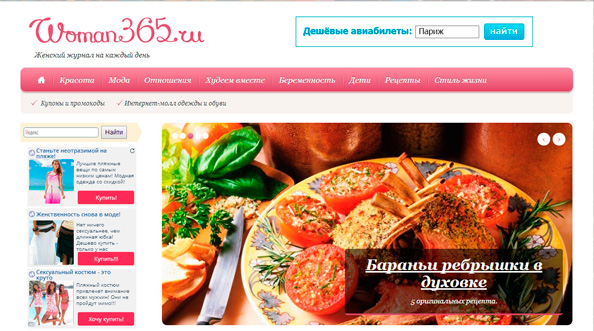 Woman365.ru
Женский журнал на каждый день
Дешёвые авиабилеты: Париж найти
Красота Мода Отношения Худеем вместе Беременность Дети Рецепты Стиль жизни
Купоны и промокоды Интернет-молл одежды и обуви
Яндекс Найти
Станьте неотразимой на
пляже!
Лучшие пляжные
вещи по самым
низким ценам! Модная
одежда со скидкой!
Купить!
Женственность снова в моде!
Нет ничего
сексуальнее, чем
длинная юбка!
Дешево купить -
только у нас
Купить!!!
Сексуальный костюм - это
круто
Пляжный костюм
привлечет внимание
всех мужчин! Они не
пройдут мимо!!!
Хочу купить!
Бараньи ребрышки в
духовке
5 оригинальных рецепта.